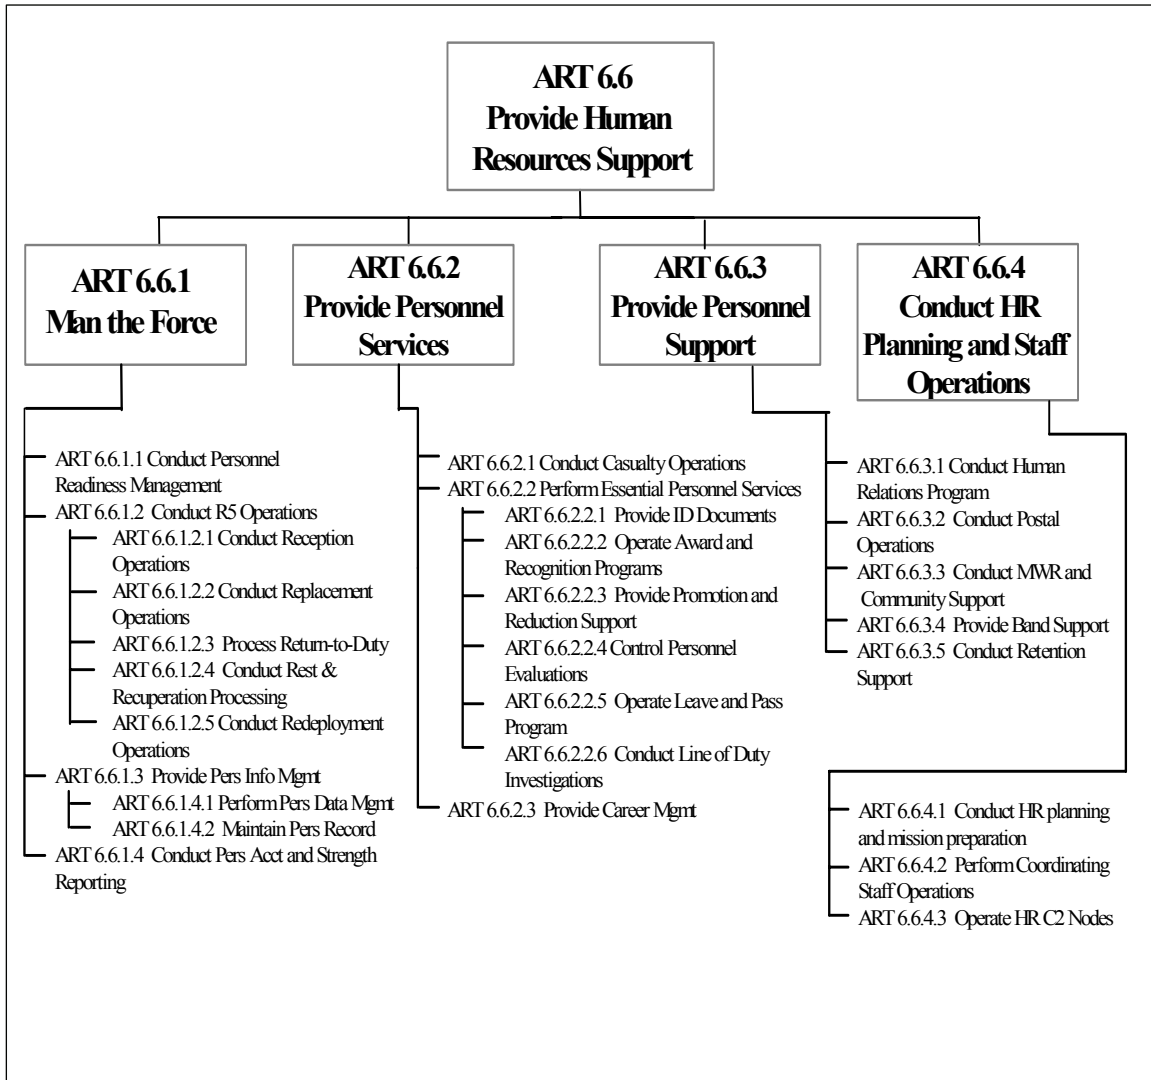 ART 6.6
Provide Human
Resources Support
ART 6.6.1
Man the Force
ART 6.6.2
Provide Personnel
Services
ART 6.6.3
Provide Personnel
Support
ART 6.6.4
Conduct HR
Planning and Staff
Operations
ART 6.6.1.1 Conduct Personnel
Readiness Management
ART 6.6.1.2 Conduct R5 Operations
ART 6.6.1.2.1 Conduct Reception
Operations
ART 6.6.1.2.2 Conduct Replacement
Operations
ART 6.6.1.2.3 Process Return-to-Duty
ART 6.6.1.2.4 Conduct Rest &
Recuperation Processing
ART 6.6.1.2.5 Conduct Redeployment
Operations
ART 6.6.1.3 Provide Pers Info Mgmt
ART 6.6.1.4.1 Perform Pers Data Mgmt
ART 6.6.1.4.2 Maintain Pers Record
ART 6.6.1.4 Conduct Pers Acct and Strength
Reporting
ART 6.6.2.1 Conduct Casualty Operations
ART 6.6.2.2 Perform Essential Personnel Services
ART 6.6.2.2.1 Provide ID Documents
ART 6.6.2.2.2 Operate Award and
Recognition Programs
ART 6.6.2.2.3 Provide Promotion and
Reduction Support
ART 6.6.2.2.4 Control Personnel
Evaluations
ART 6.6.2.2.5 Operate Leave and Pass
Program
ART 6.6.2.2.6 Conduct Line of Duty
Investigations
ART 6.6.2.3 Provide Career Mgmt
ART 6.6.3.1 Conduct Human
Relations Program
ART 6.6.3.2 Conduct Postal
Operations
ART 6.6.3.3 Conduct MWR and
Community Support
ART 6.6.3.4 Provide Band Support
ART 6.6.3.5 Conduct Retention
Support
ART 6.6.4.1 Conduct HR planning
and mission preparation
ART 6.6.4.2 Perform Coordinating
Staff Operations
ART 6.6.4.3 Operate HR C2 Nodes